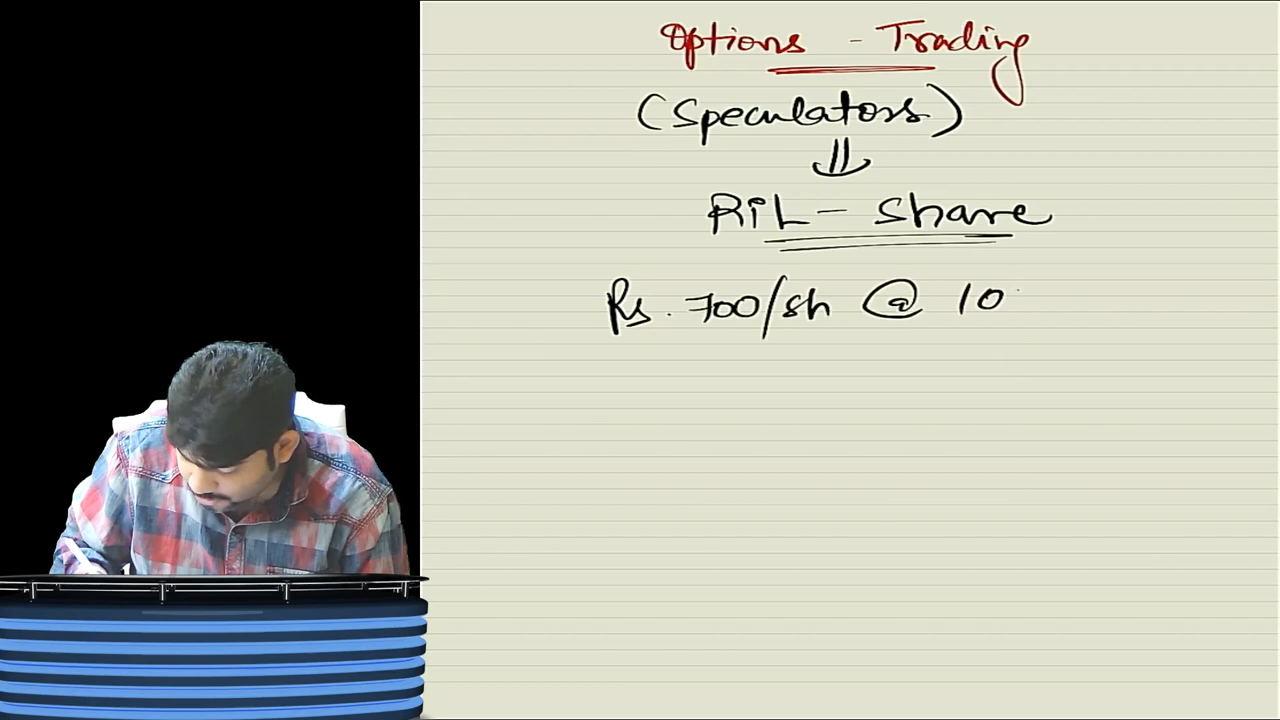 Options - Trading
(Speculators)
RIL - Share
Rs. 700/sh @ 10